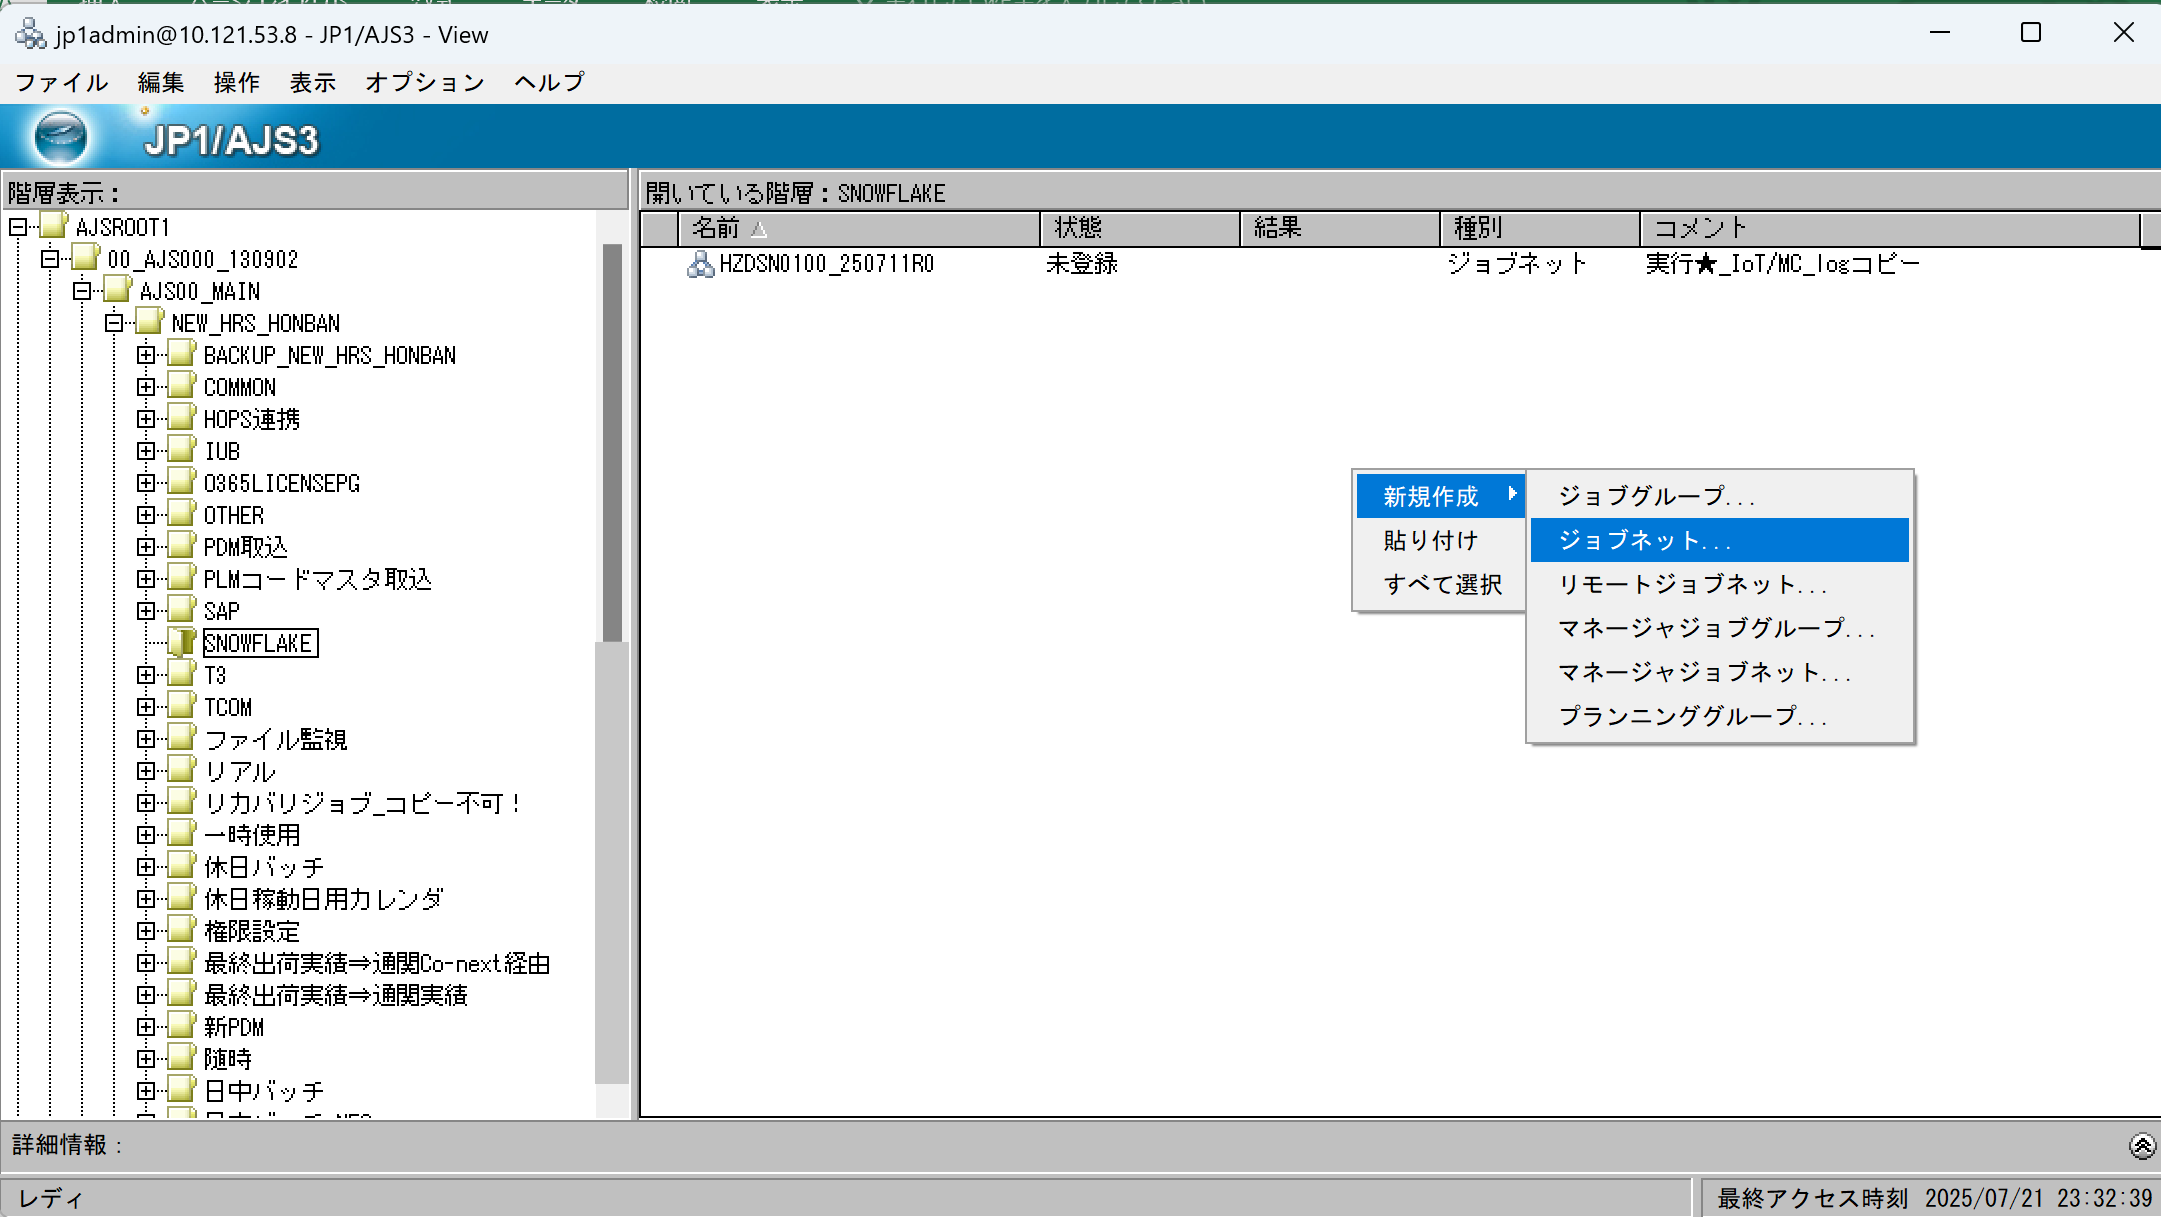 jp1admin@10.121.53.8 - JP1/AJS3 - View
ファイル 編集 操作 表示 オプション ヘルプ
JP1/AJS3
階層表示：
AJSROOT1
00_AJS000_130902
AJS00_MAIN
NEW_HRS_HONBAN
BACKUP_NEW_HRS_HONBAN
COMMON
HOPS連携
IUB
O365LICENSEPG
OTHER
PDM取込
PLMコードマスタ取込
SAP
SNOWFLAKE
T3
TCOM
ファイル監視
リアル
リカバリジョブ_コピー不可！
一時使用
休日バッチ
休日稼動日用カレンダ
権限設定
最終出荷実績⇒通関Co-next経由
最終出荷実績⇒通関実績
新PDM
随時
日中バッチ
開いている階層：SNOWFLAKE
名前 状態 結果 種別 コメント
HZDSN0100_250711R0 未登録 ジョブネット 実行★_IoT/MC_logコピー
新規作成
貼り付け
すべて選択
ジョブグループ...
ジョブネット...
リモートジョブネット...
マネージャジョブグループ...
マネージャジョブネット...
プランニンググループ...
詳細情報：
レディ
最終アクセス時刻 2025/07/21 23:32:39